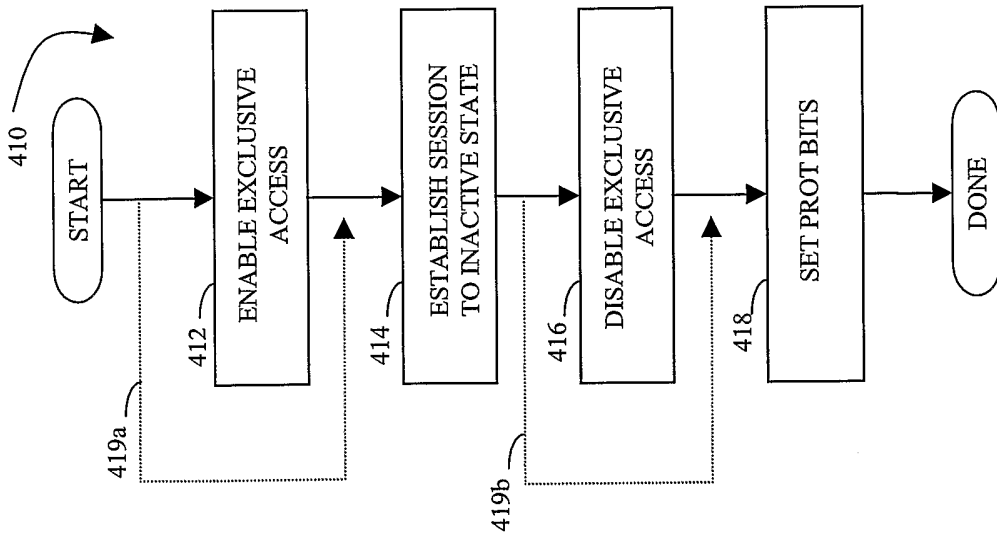 410
START
419a
412
ENABLE EXCLUSIVE
ACCESS
414
ESTABLISH SESSION
TO INACTIVE STATE
419b
416
DISABLE EXCLUSIVE
ACCESS
418
SET PROT BITS
DONE